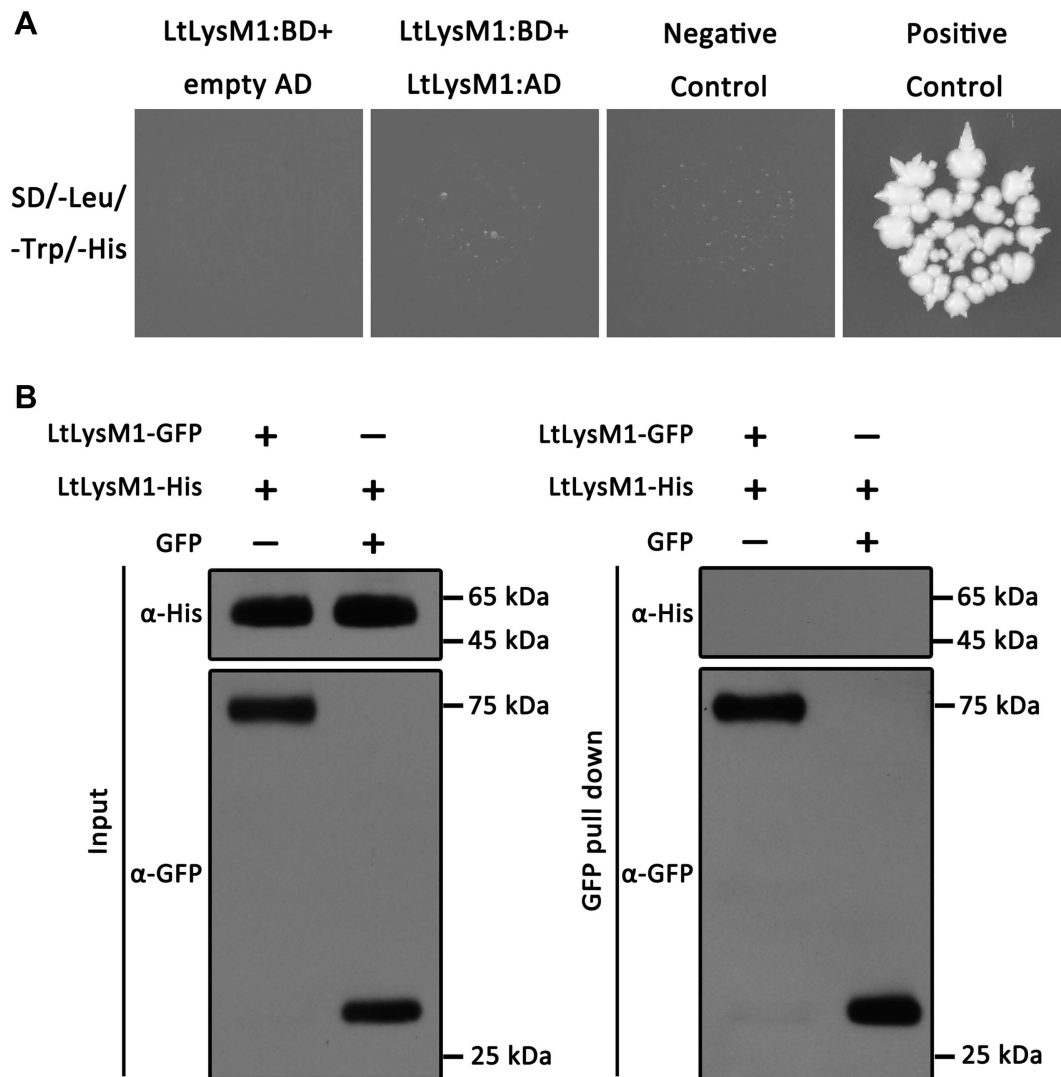 A
LtLysM1:BD+
empty AD
LtLysM1:BD+
LtLysM1:AD
Negative
Control
Positive
Control
SD/-Leu/
-Trp/-His
B
LtLysM1-GFP + −
LtLysM1-His + +
GFP − +
Input
α-His
65 kDa
45 kDa
α-GFP
75 kDa
25 kDa
LtLysM1-GFP + −
LtLysM1-His + +
GFP − +
GFP pull down
α-His
65 kDa
45 kDa
α-GFP
75 kDa
25 kDa